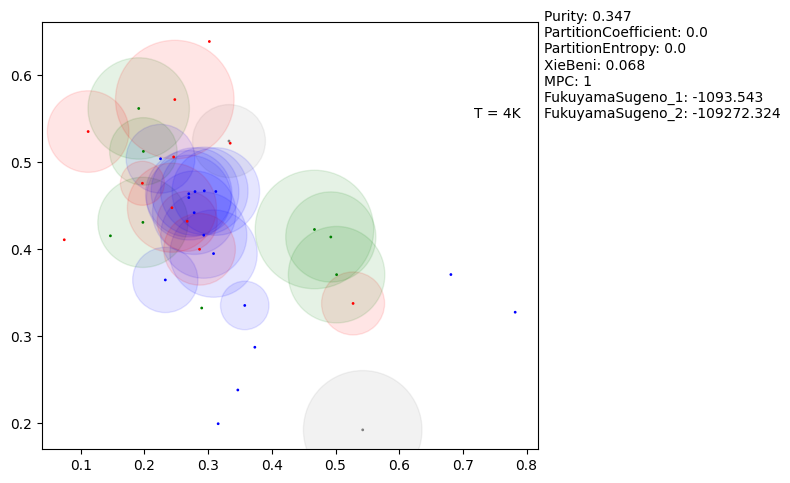 Purity: 0.347
PartitionCoefficient: 0.0
PartitionEntropy: 0.0
XieBeni: 0.068
MPC: 1
FukuyamaSugeno_1: -1093.543
FukuyamaSugeno_2: -109272.324
T = 4K
0.6
0.5
0.4
0.3
0.2
0.1 0.2 0.3 0.4 0.5 0.6 0.7 0.8